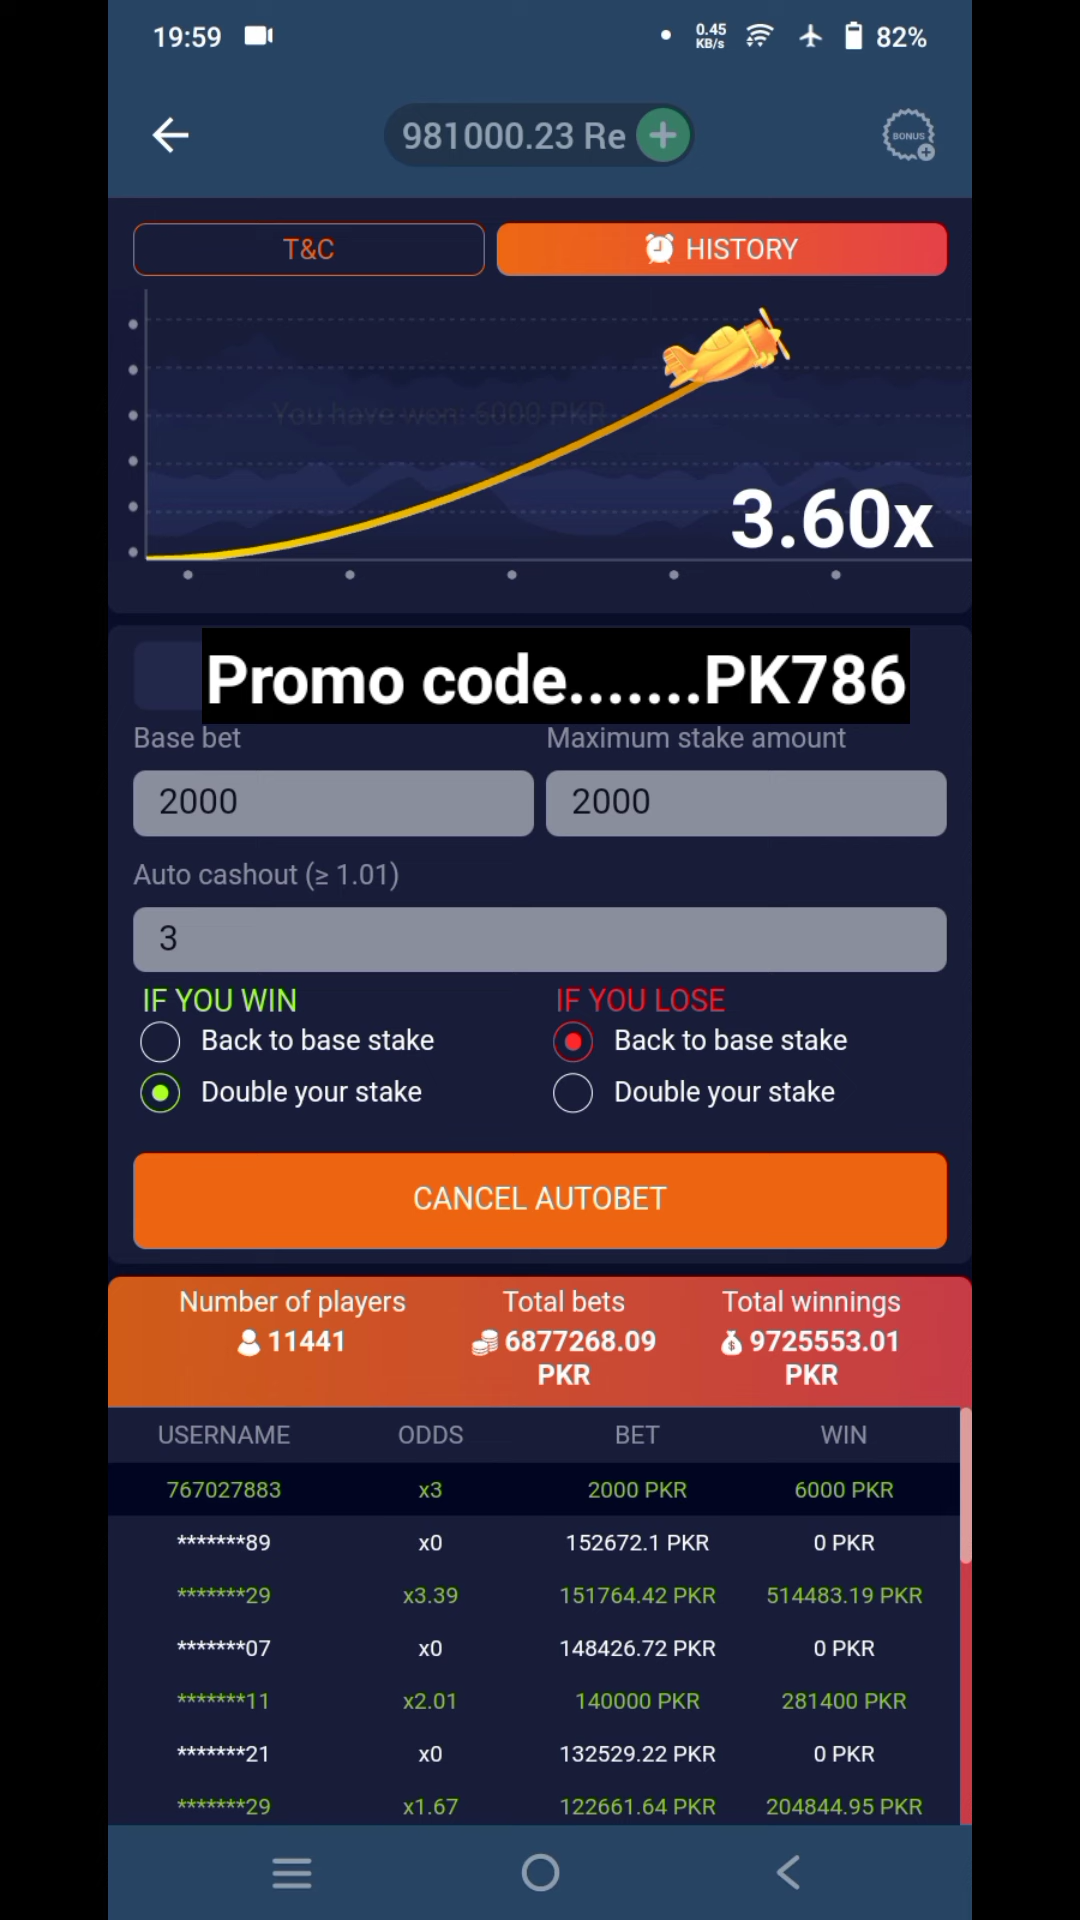 19:59
0.45
KB/s
82%
981000.23 Re
BONUS
T&C
HISTORY
You have won: 6000 PKR
3.60x
Promo code.......PK786
Base bet
Maximum stake amount
2000
2000
Auto cashout (≥ 1.01)
3
IF YOU WIN
IF YOU LOSE
Back to base stake
Back to base stake
Double your stake
Double your stake
CANCEL AUTOBET
Number of players
Total bets
Total winnings
11441
6877268.09
PKR
9725553.01
PKR
USERNAME ODDS BET WIN
767027883 x3 2000 PKR 6000 PKR
*******89 x0 152672.1 PKR 0 PKR
*******29 x3.39 151764.42 PKR 514483.19 PKR
*******07 x0 148426.72 PKR 0 PKR
*******11 x2.01 140000 PKR 281400 PKR
*******21 x0 132529.22 PKR 0 PKR
*******29 x1.67 122661.64 PKR 204844.95 PKR